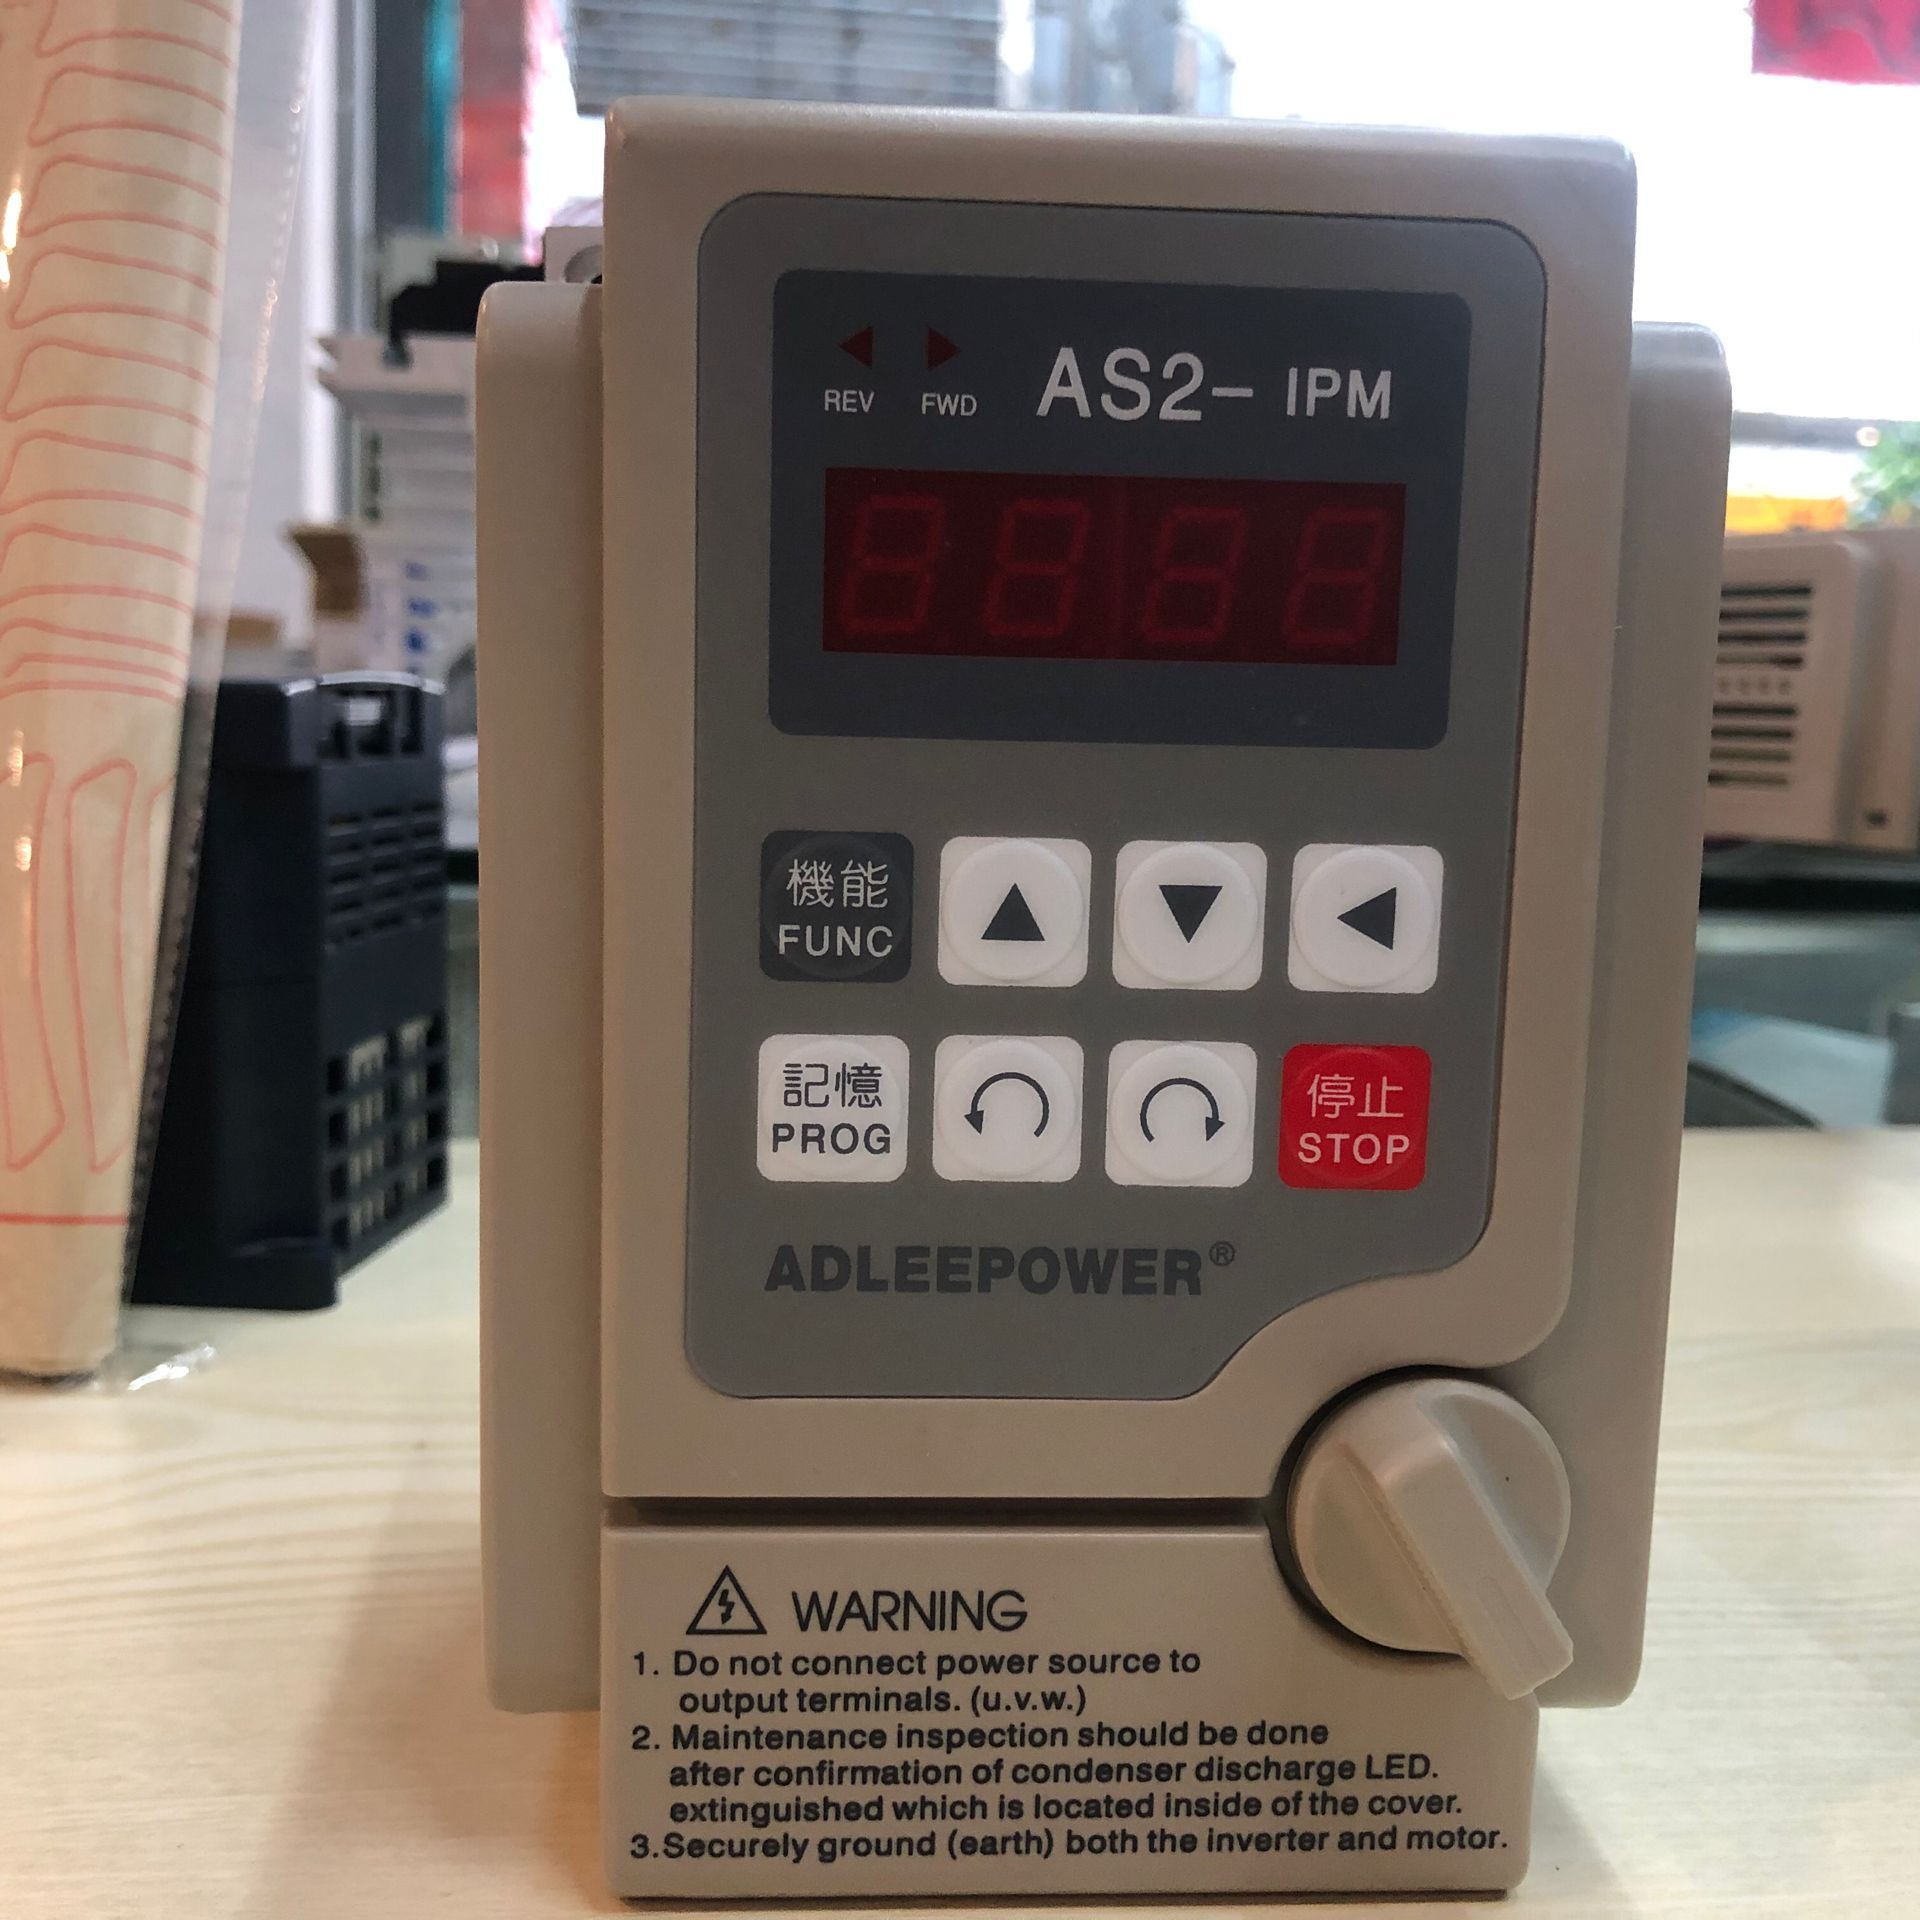 REV FWD AS2- IPM
機能
FUNC
記憶
PROG
停止
STOP
ADLEEPOWER®
WARNING
1. Do not connect power source to
output terminals. (u.v.w.)
2. Maintenance inspection should be done
after confirmation of condenser discharge LED.
extinguished which is located inside of the cover.
3.Securely ground (earth) both the inverter and motor.